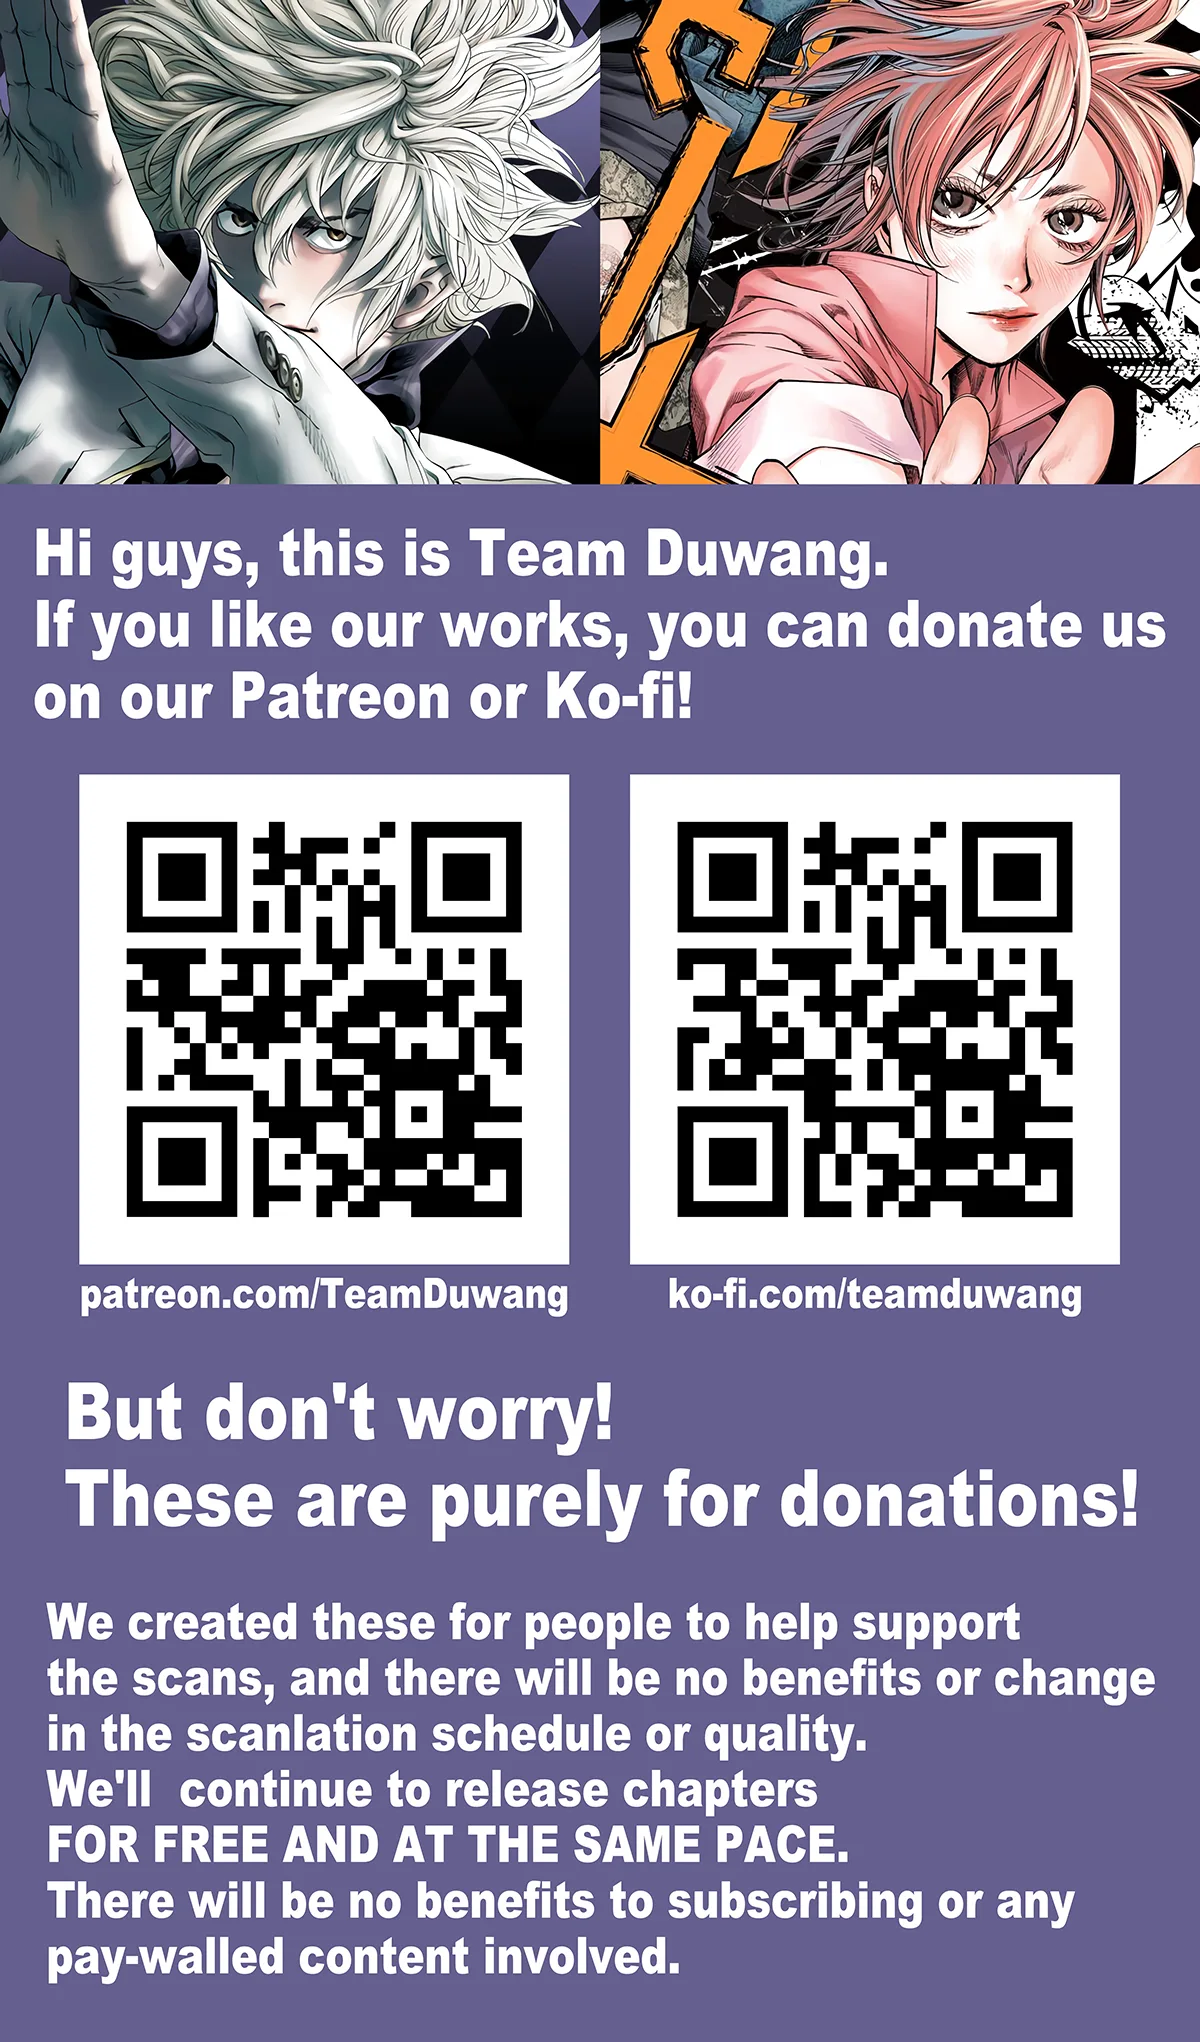 Hi guys, this is Team Duwang.
If you like our works, you can donate us
on our Patreon or Ko-fi!
patreon.com/TeamDuwang
ko-fi.com/teamduwang
But don't worry!
These are purely for donations!
We created these for people to help support
the scans, and there will be no benefits or change
in the scanlation schedule or quality.
We'll  continue to release chapters
FOR FREE AND AT THE SAME PACE.
There will be no benefits to subscribing or any
pay-walled content involved.